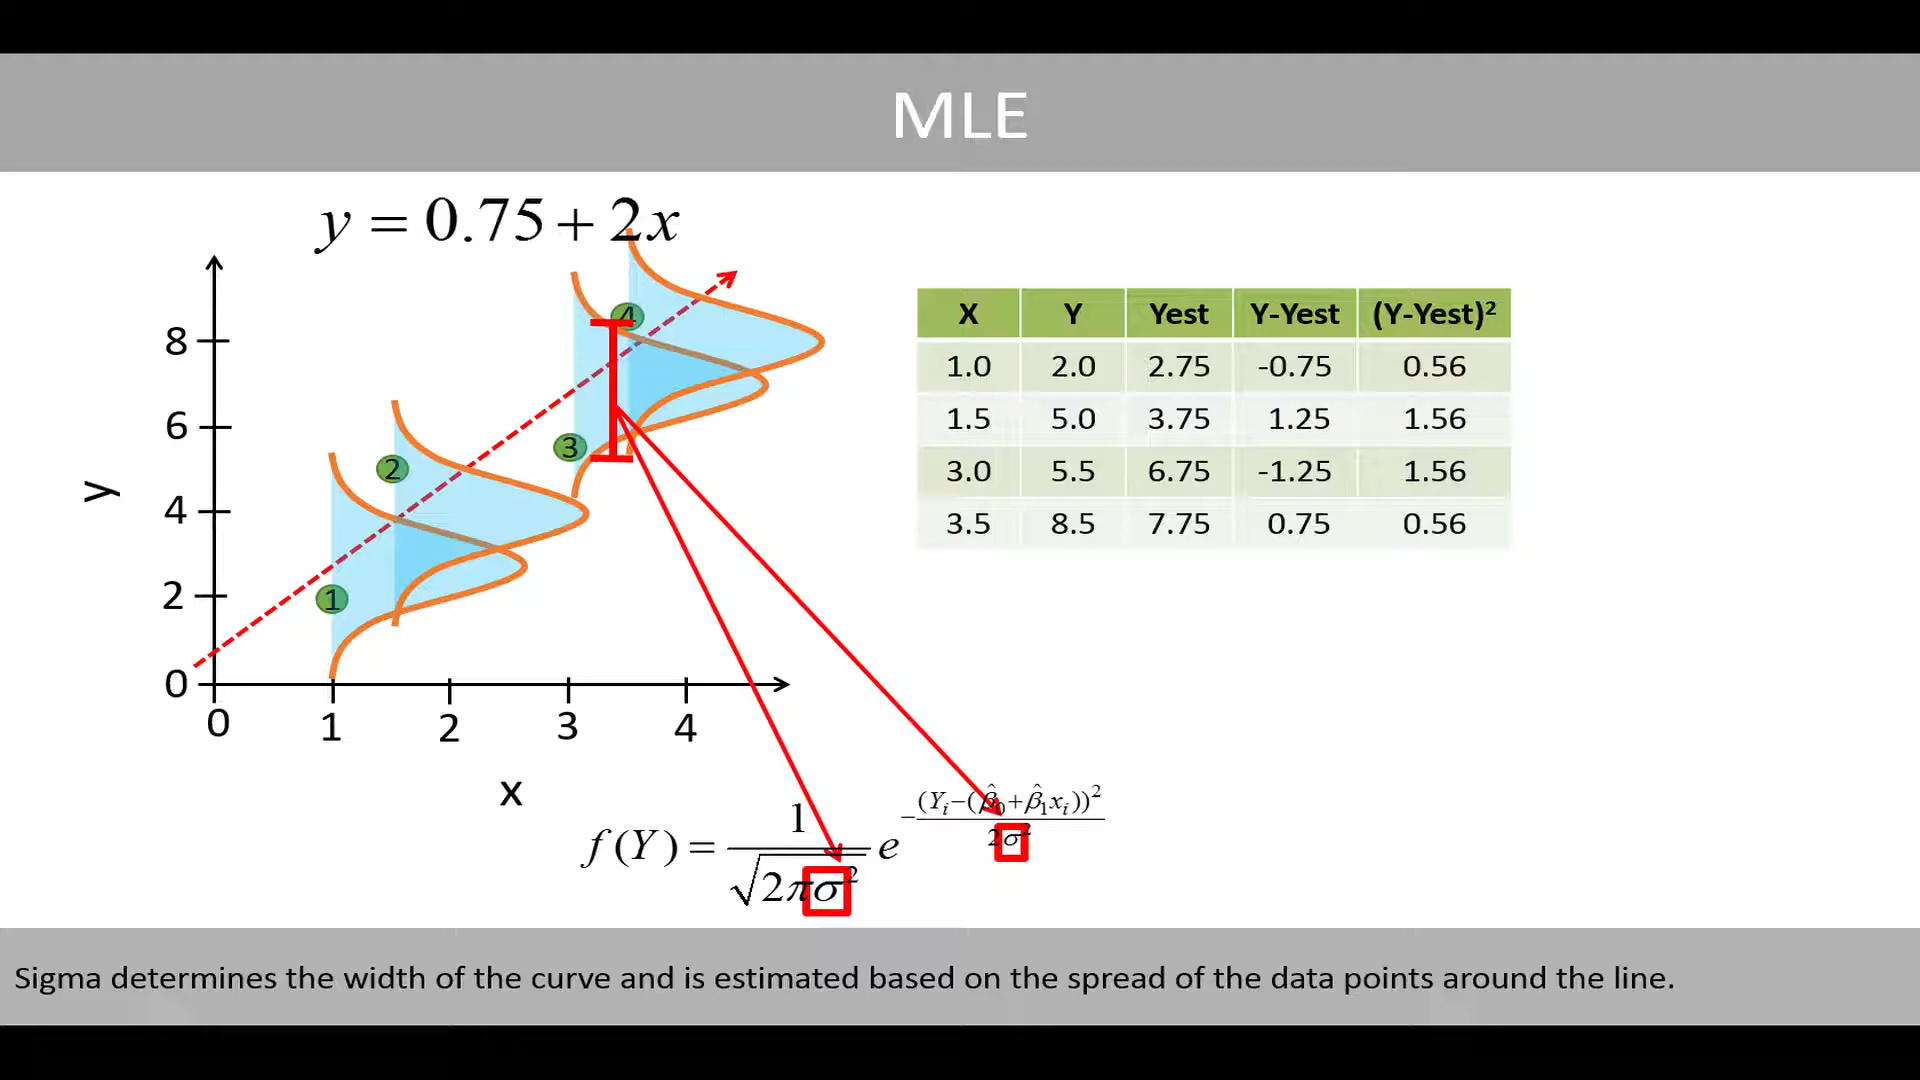 MLE
y = 0.75 + 2x
8
6
4
2
0
y
0 1 2 3 4
x
1
2
3
4
X Y Yest Y-Yest (Y-Yest)²
1.0 2.0 2.75 -0.75 0.56
1.5 5.0 3.75 1.25 1.56
3.0 5.5 6.75 -1.25 1.56
3.5 8.5 7.75 0.75 0.56
f(Y) = 1/√(2πσ²) e^(-(Yᵢ-(β̂₀+β̂₁xᵢ))²/2σ²)
Sigma determines the width of the curve and is estimated based on the spread of the data points around the line.